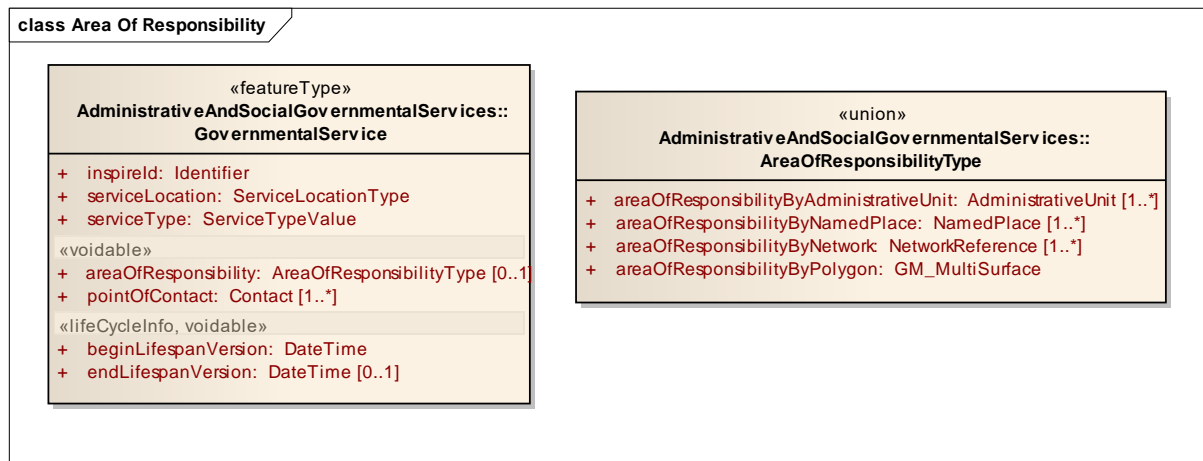 class Area Of Responsibility
«featureType»
AdministrativeAndSocialGovernmentalServices::
GovernmentalService
+ inspireId: Identifier
+ serviceLocation: ServiceLocationType
+ serviceType: ServiceTypeValue
«voidable»
+ areaOfResponsibility: AreaOfResponsibilityType [0..1]
+ pointOfContact: Contact [1..*]
«lifeCycleInfo, voidable»
+ beginLifespanVersion: DateTime
+ endLifespanVersion: DateTime [0..1]
«union»
AdministrativeAndSocialGovernmentalServices::
AreaOfResponsibilityType
+ areaOfResponsibilityByAdministrativeUnit: AdministrativeUnit [1..*]
+ areaOfResponsibilityByNamedPlace: NamedPlace [1..*]
+ areaOfResponsibilityByNetwork: NetworkReference [1..*]
+ areaOfResponsibilityByPolygon: GM_MultiSurface